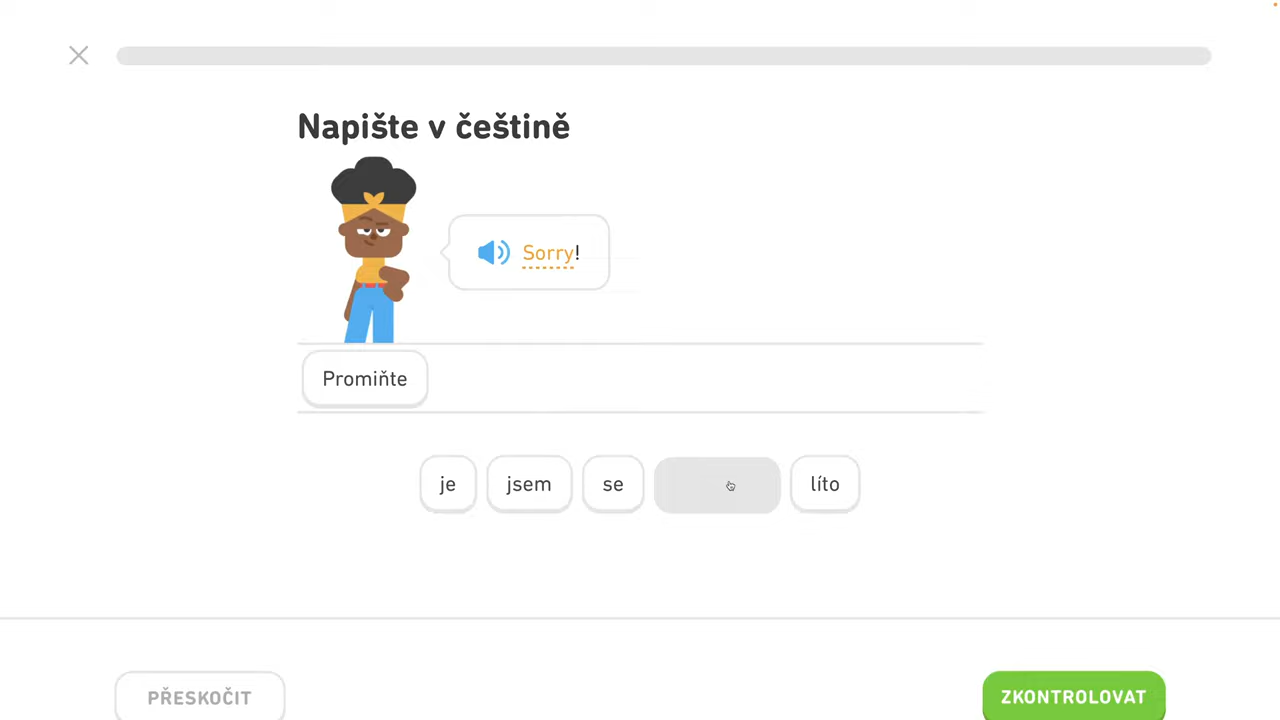 Napište v češtině
Sorry!
Promiňte
je jsem se líto
PŘESKOČIT ZKONTROLOVAT